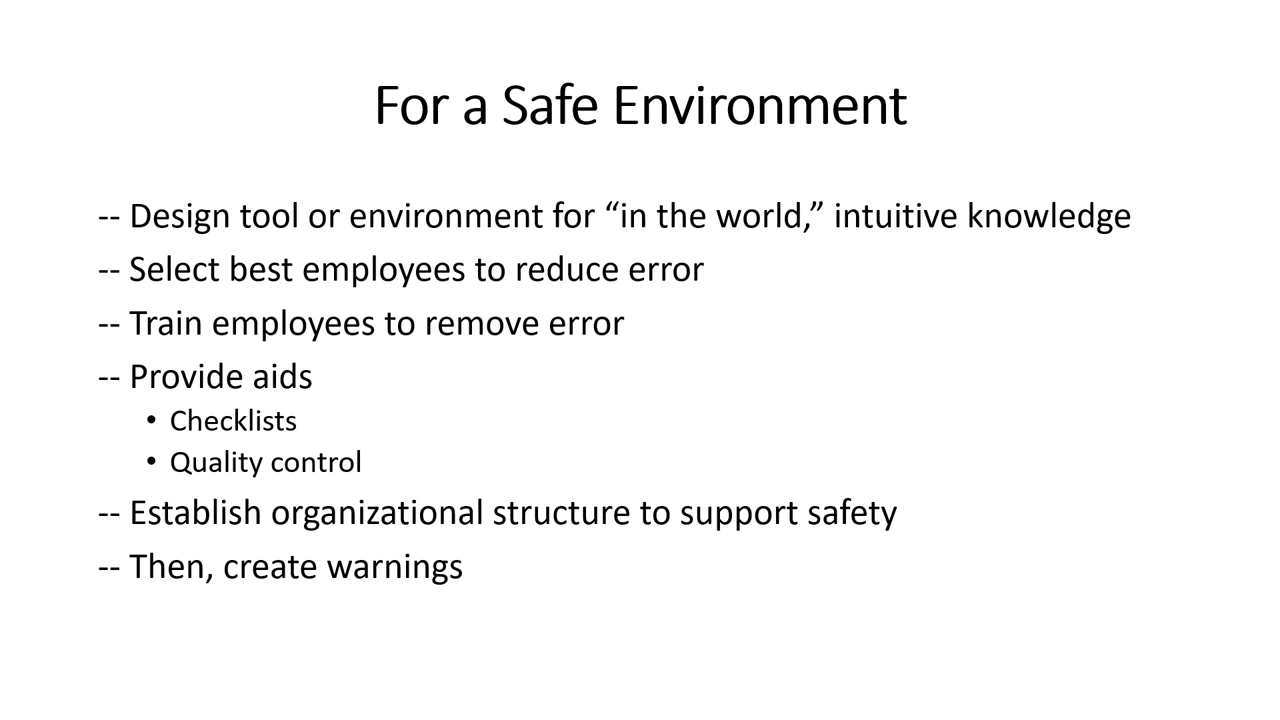 For a Safe Environment
-- Design tool or environment for “in the world,” intuitive knowledge
-- Select best employees to reduce error
-- Train employees to remove error
-- Provide aids
• Checklists
• Quality control
-- Establish organizational structure to support safety
-- Then, create warnings